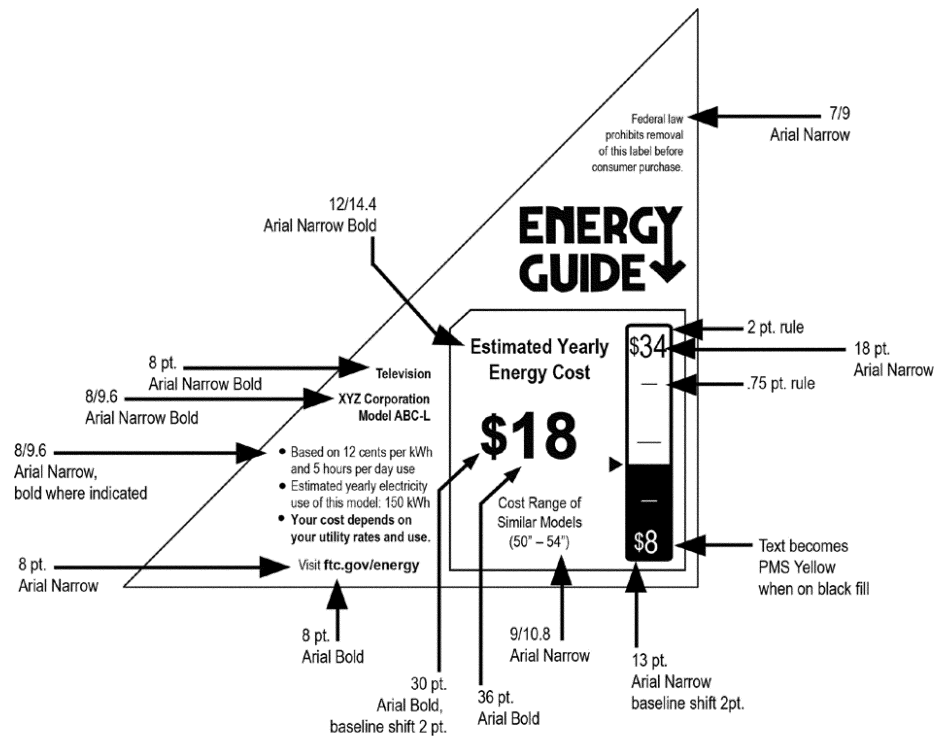 7/9
Arial Narrow
Federal law
prohibits removal
of this label before
consumer purchase.
12/14.4
Arial Narrow Bold
ENERGY
GUIDE
2 pt. rule
18 pt.
Arial Narrow
.75 pt. rule
Estimated Yearly
Energy Cost
$34
8 pt.
Arial Narrow Bold
Television
8/9.6
Arial Narrow Bold
XYZ Corporation
Model ABC-L
$18
8/9.6
Arial Narrow,
bold where indicated
• Based on 12 cents per kWh
and 5 hours per day use
• Estimated yearly electricity
use of this model: 150 kWh
• Your cost depends on
your utility rates and use.
Cost Range of
Similar Models
(50" – 54")
$8
Text becomes
PMS Yellow
when on black fill
8 pt.
Arial Narrow
Visit ftc.gov/energy
8 pt.
Arial Bold
30 pt.
Arial Bold,
baseline shift 2 pt.
36 pt.
Arial Bold
9/10.8
Arial Narrow
13 pt.
Arial Narrow
baseline shift 2pt.